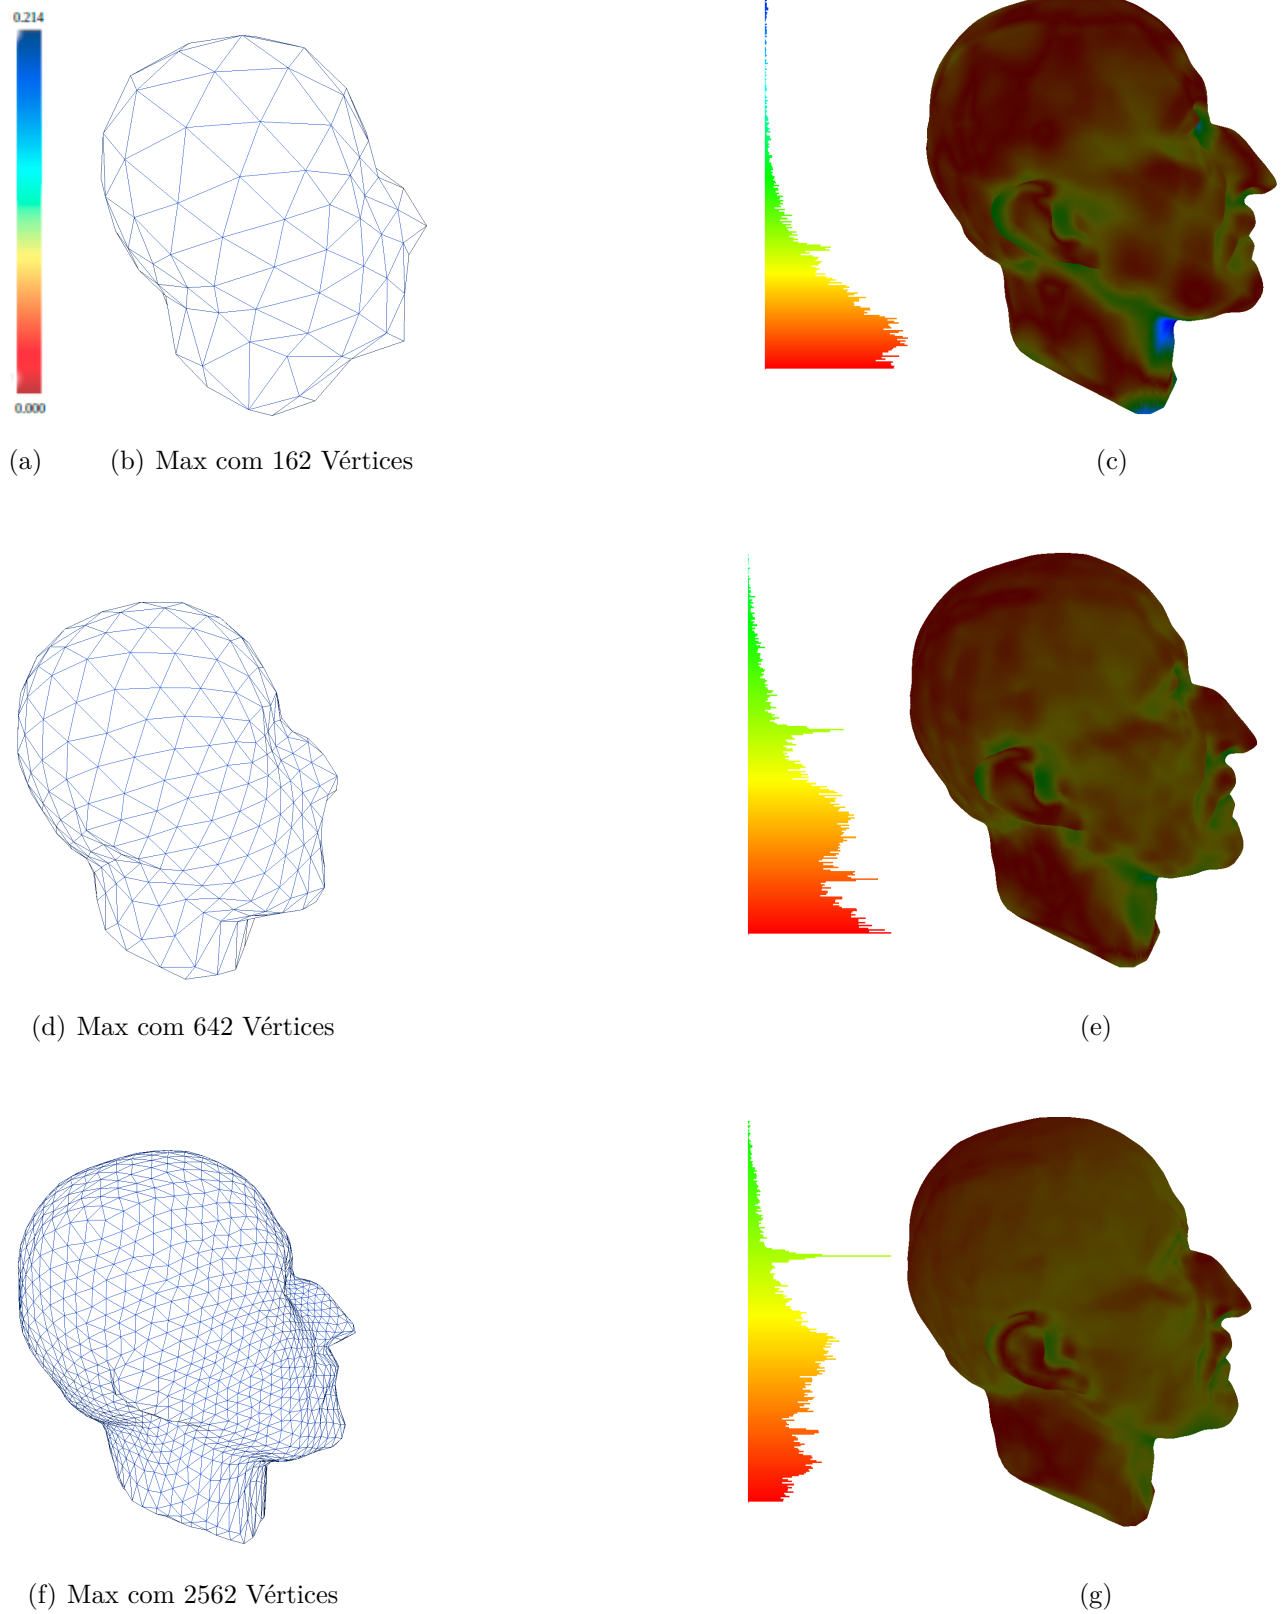 0.214
0.000
(a)
(b) Max com 162 Vértices
(c)
(d) Max com 642 Vértices
(e)
(f) Max com 2562 Vértices
(g)